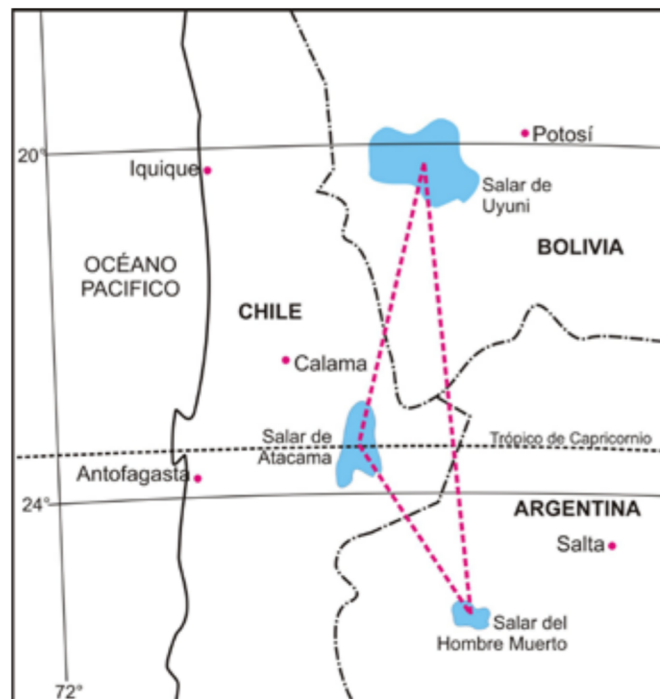 20°
Potosí
Iquique
Salar de
Uyuni
BOLIVIA
OCÉANO
PACIFICO
CHILE
Calama
Salar de
Atacama
Trópico de Capricornio
Antofagasta
24°
ARGENTINA
Salta
Salar del
Hombre Muerto
72°